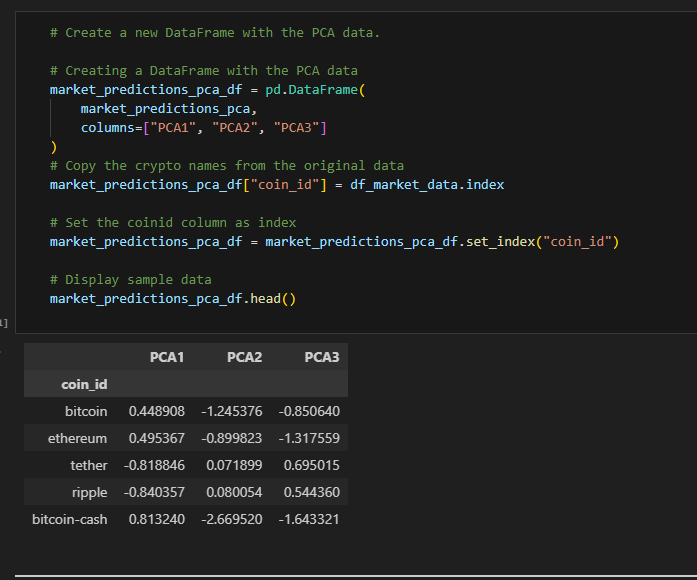 # Create a new DataFrame with the PCA data.
# Creating a DataFrame with the PCA data
market_predictions_pca_df = pd.DataFrame(
market_predictions_pca,
columns=["PCA1", "PCA2", "PCA3"]
)
# Copy the crypto names from the original data
market_predictions_pca_df["coin_id"] = df_market_data.index
# Set the coinid column as index
market_predictions_pca_df = market_predictions_pca_df.set_index("coin_id")
# Display sample data
market_predictions_pca_df.head()
PCA1 PCA2 PCA3
coin_id
bitcoin 0.448908 -1.245376 -0.850640
ethereum 0.495367 -0.899823 -1.317559
tether -0.818846 0.071899 0.695015
ripple -0.840357 0.080054 0.544360
bitcoin-cash 0.813240 -2.669520 -1.643321